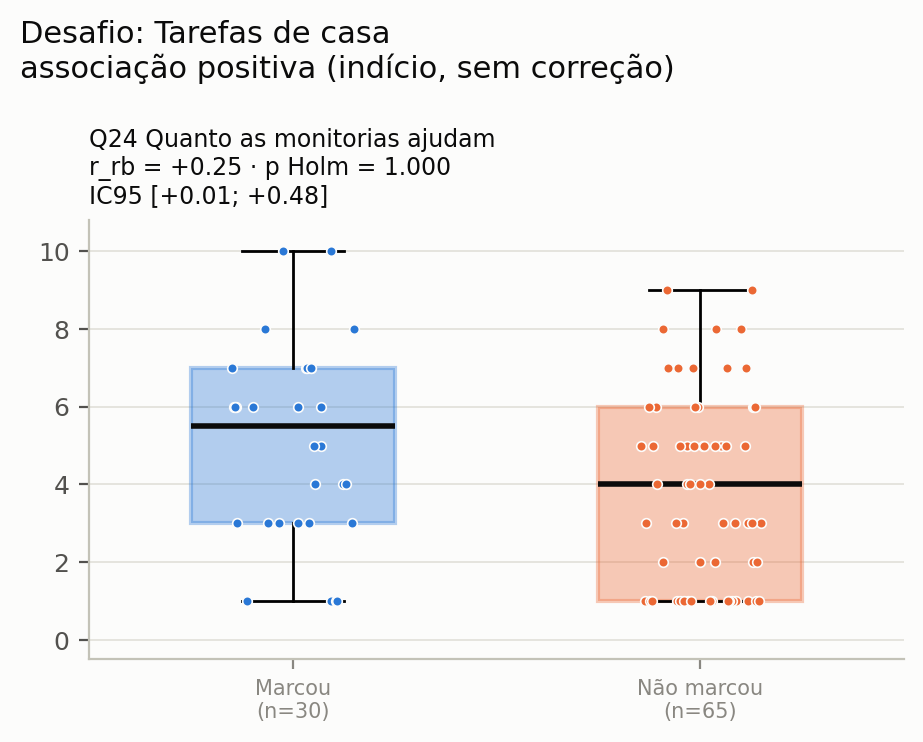 Desafio: Tarefas de casa
associação positiva (indício, sem correção)
Q24 Quanto as monitorias ajudam
r_rb = +0.25 · p Holm = 1.000
IC95 [+0.01; +0.48]
10
8
6
4
2
0
Marcou
(n=30)
Não marcou
(n=65)